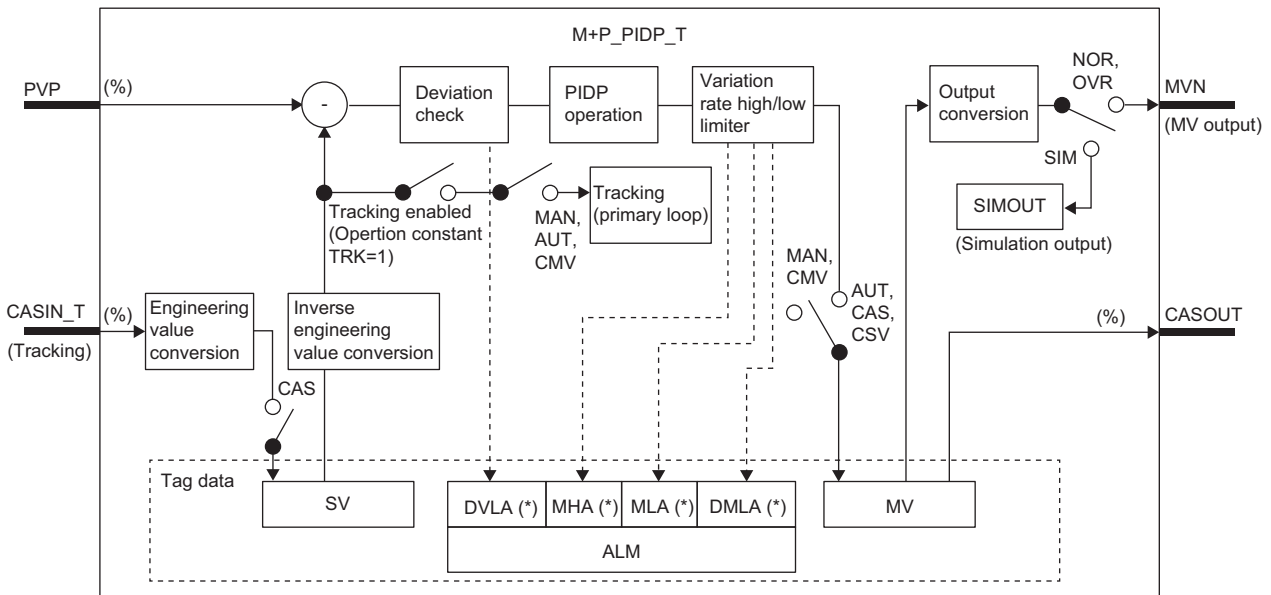 M+P_PIDP_T
PVP
(%)
-
Deviation
check
PIDP
operation
Variation
rate high/low
limiter
Output
conversion
NOR,
OVR
MVN
(MV output)
SIM
SIMOUT
(Simulation output)
Tracking enabled
(Opertion constant
TRK=1)
MAN,
AUT,
CMV
Tracking
(primary loop)
CASIN_T
(%)
(Tracking)
Engineering
value
conversion
Inverse
engineering
value conversion
CAS
MAN,
CMV
AUT,
CAS,
CSV
(%)
CASOUT
Tag data
SV
DVLA (*)
MHA (*)
MLA (*)
DMLA (*)
ALM
MV